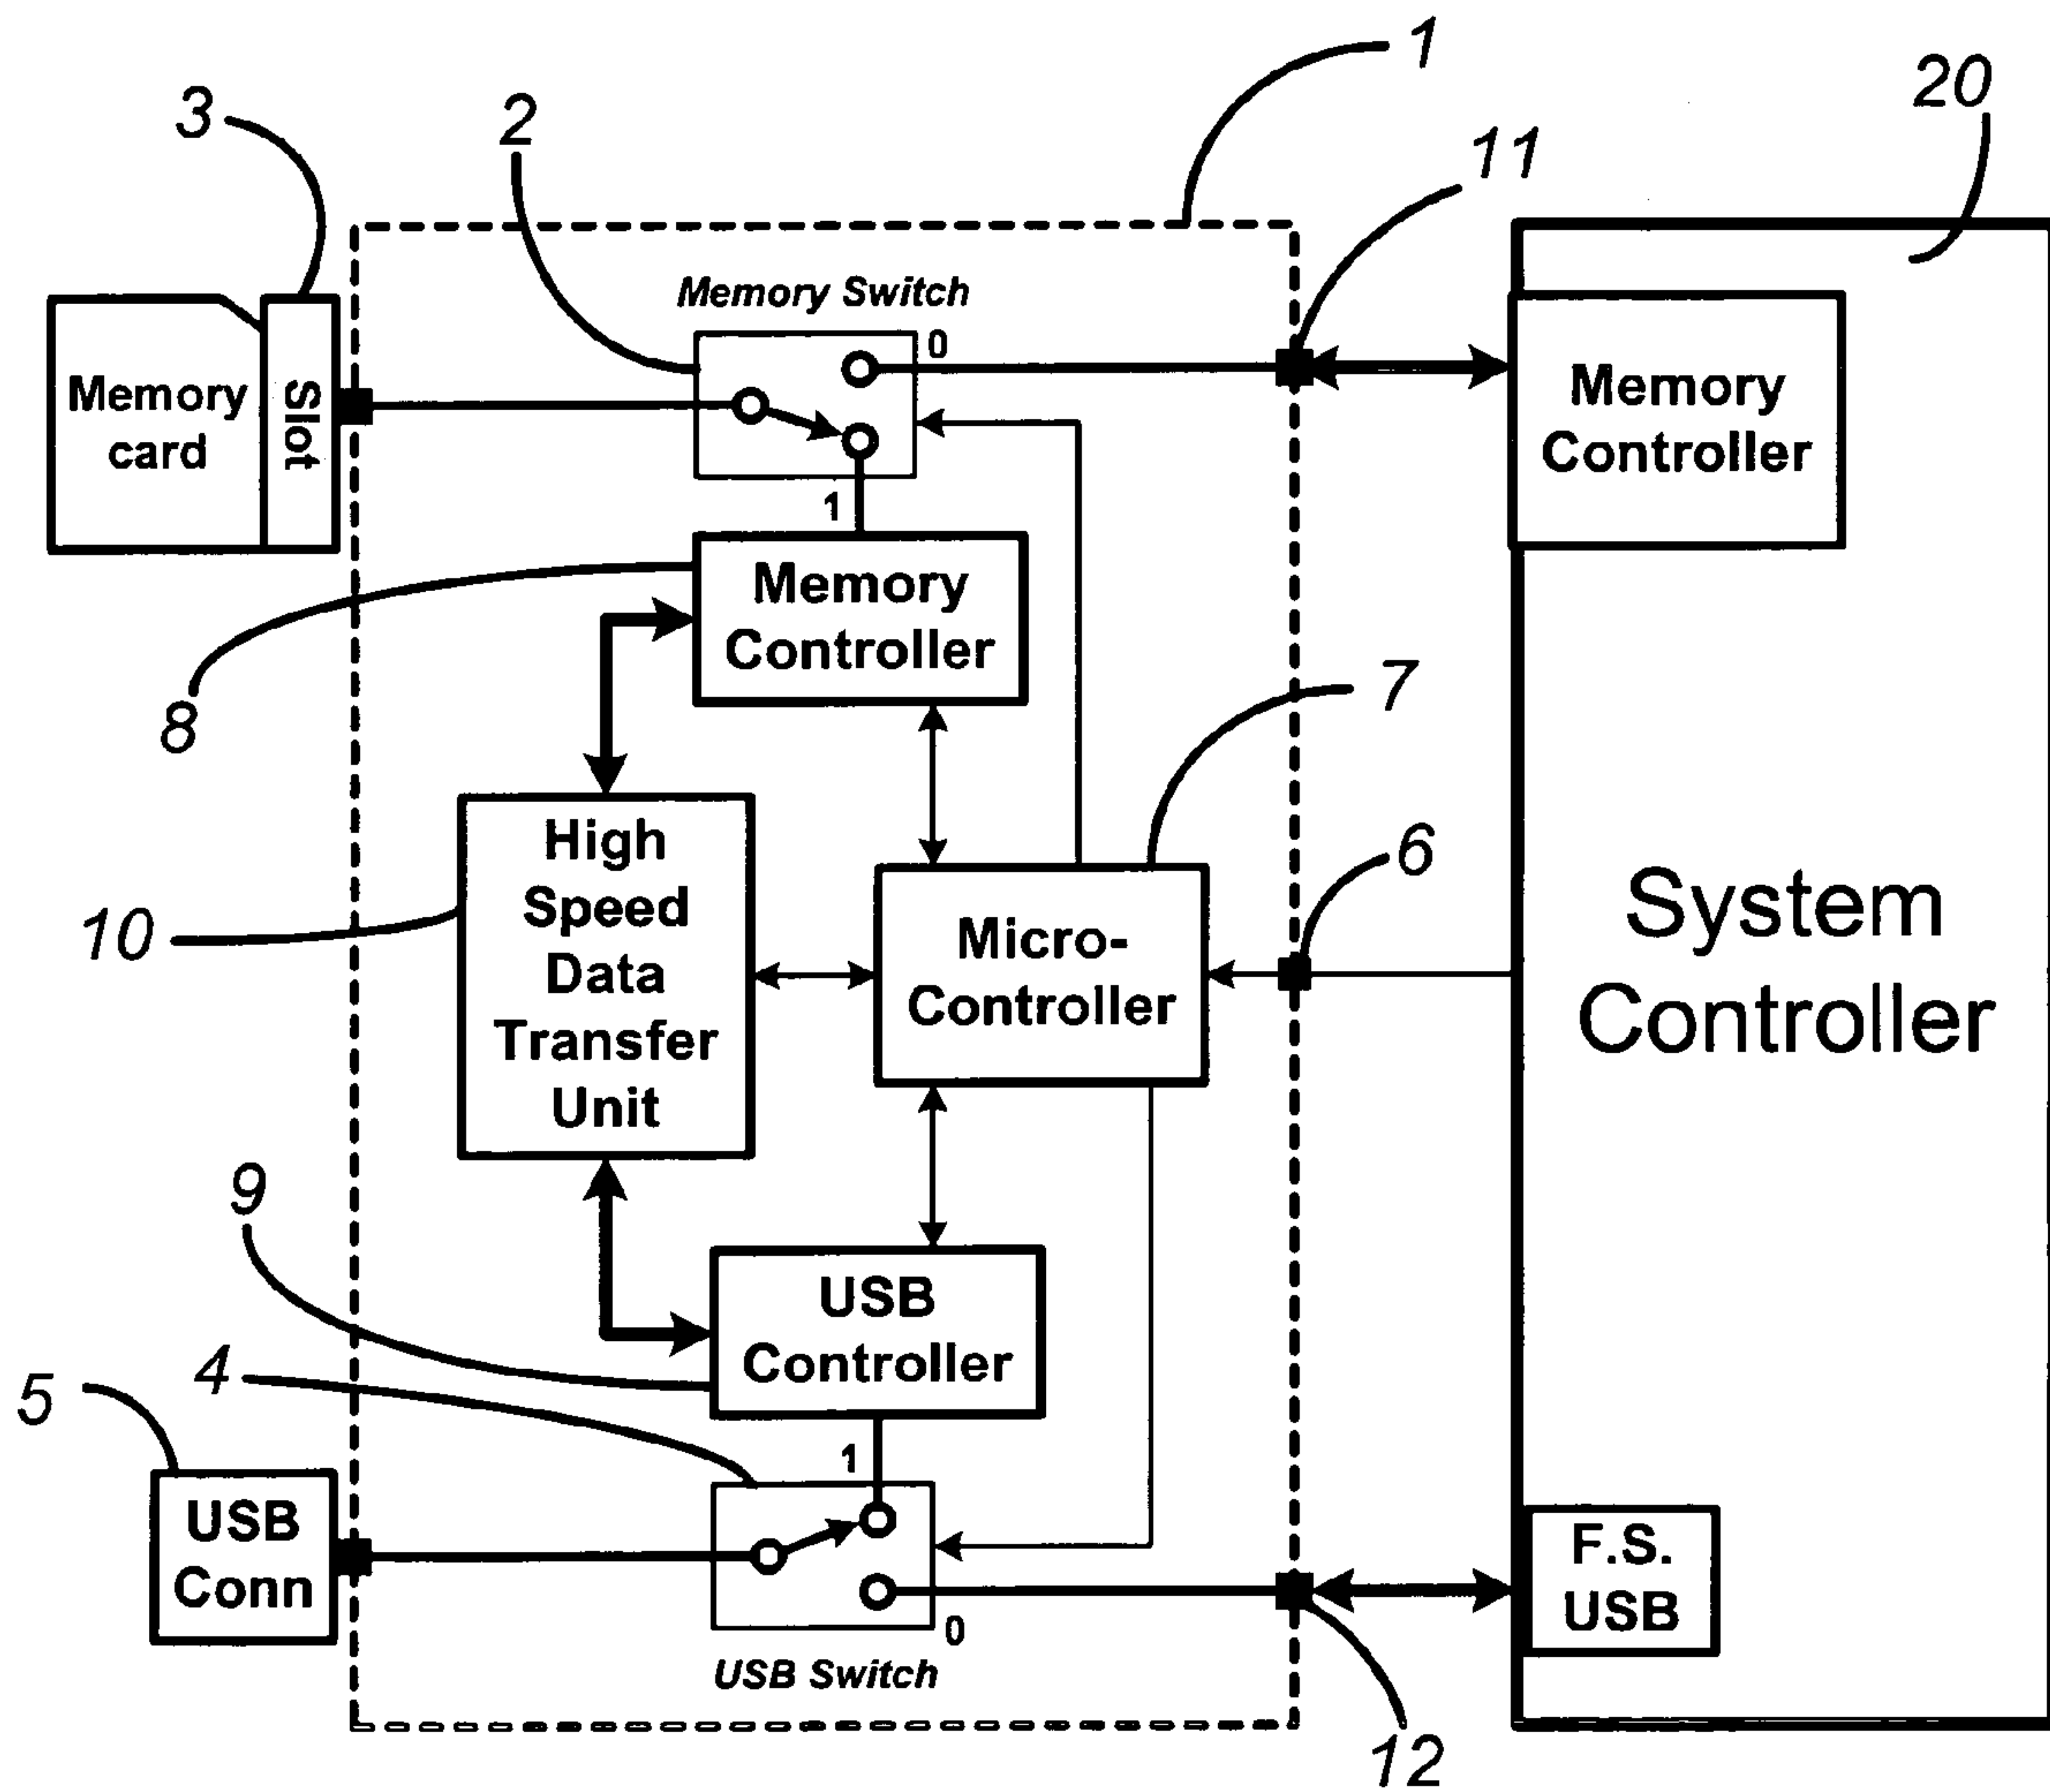 1
20
3
2
11
Memory Switch
0
Memory
card
Slot
Memory
Controller
1
Memory
Controller
8
7
High
Speed
Data
Transfer
Unit
6
10
Micro-
Controller
System
Controller
9
USB
Controller
4
5
1
USB
Conn
F.S.
USB
0
USB Switch
12